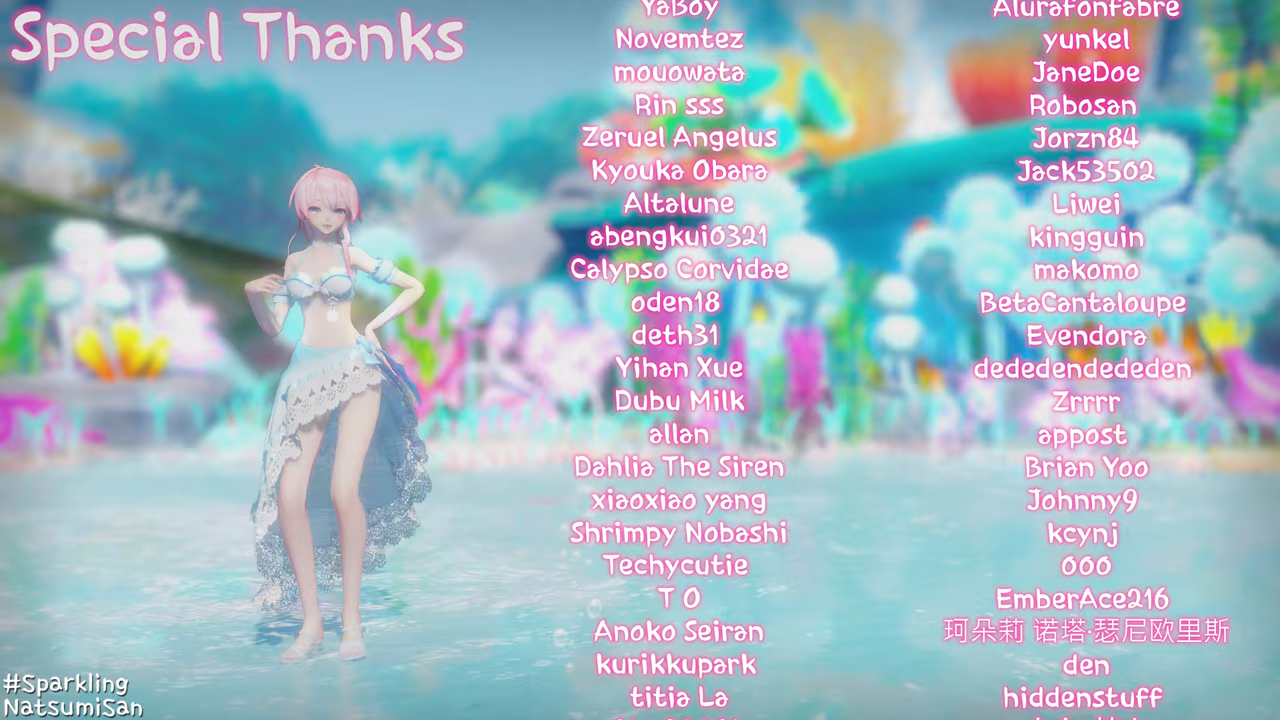 Special Thanks
YaBoy
Novemtez
mouowata
Rin sss
Zeruel Angelus
Kyouka Obara
Altalune
abengkui0321
Calypso Corvidae
oden18
deth31
Yihan Xue
Dubu Milk
allan
Dahlia The Siren
xiaoxiao yang
Shrimpy Nobashi
Techycutie
T O
Anoko Seiran
kurikkupark
titia La
Alurafonfabre
yunkel
JaneDoe
Robosan
Jorzn84
Jack53502
Liwei
kingguin
makomo
BetaCantaloupe
Evendora
dededendededen
Zrrrr
appost
Brian Yoo
Johnny9
kcynj
OOO
EmberAce216
珂朵莉 诺塔·瑟尼欧里斯
den
hiddenstuff
#Sparkling
NatsumiSan